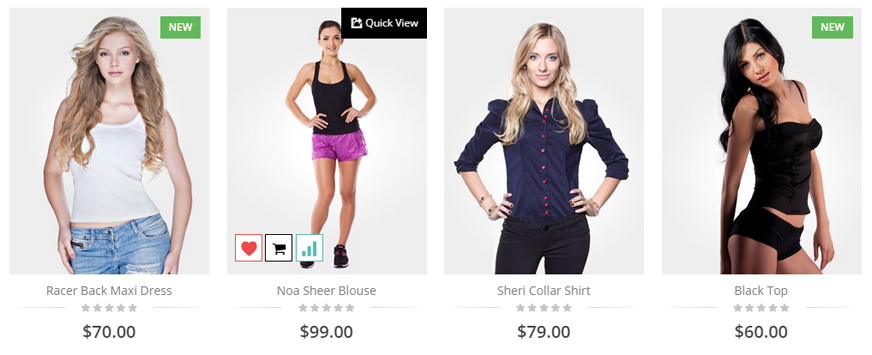 NEW
Quick View
NEW
Racer Back Maxi Dress
Noa Sheer Blouse
Sheri Collar Shirt
Black Top
$70.00
$99.00
$79.00
$60.00